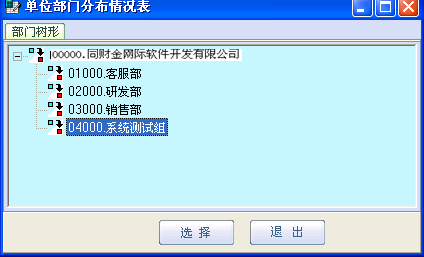 单位部门分布情况表
部门树形
00000.同财金网际软件开发有限公司
01000.客服部
02000.研发部
03000.销售部
04000.系统测试组
选 择
退 出